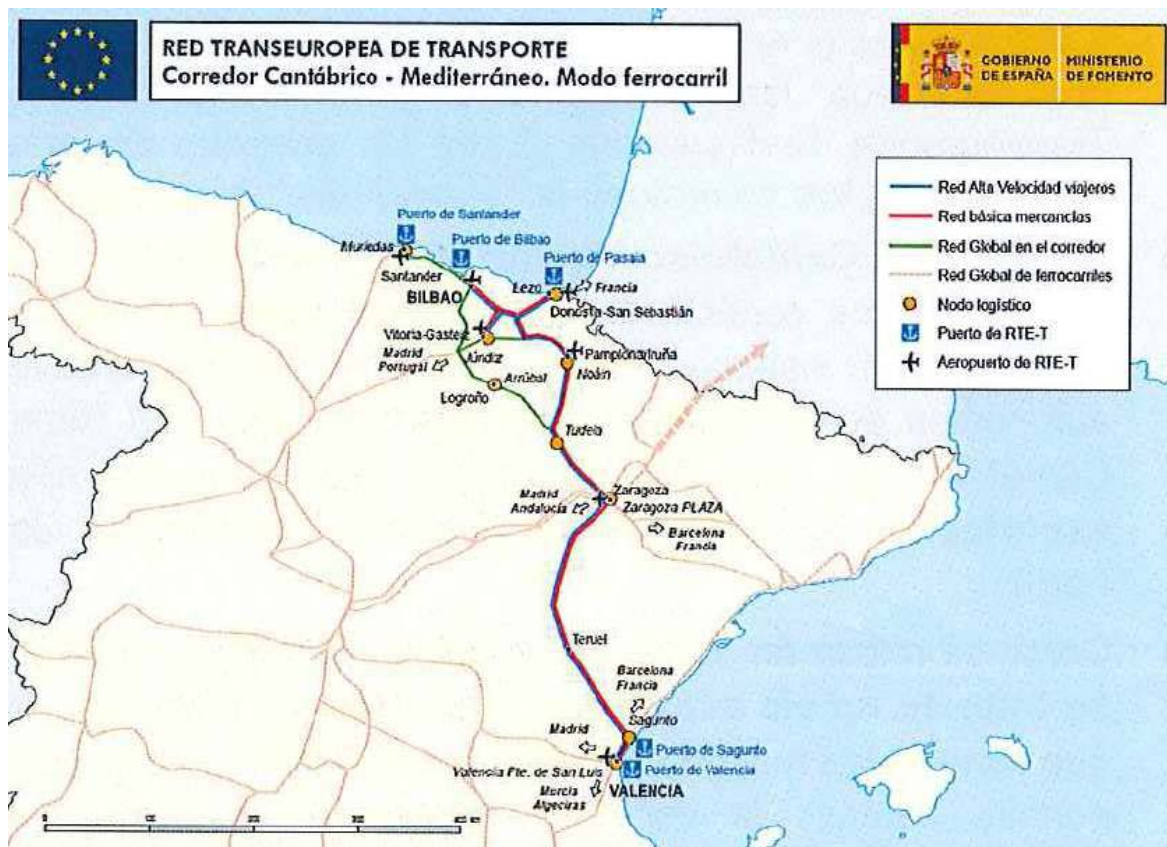 RED TRANSEUROPEA DE TRANSPORTE
Corredor Cantábrico - Mediterráneo. Modo ferrocarril
GOBIERNO
DE ESPAÑA
MINISTERIO
DE FOMENTO
Red Alta Velocidad viajeros
Red básica mercancías
Red Global en el corredor
Red Global de ferrocarriles
Nodo logístico
Puerto de RTE-T
Aeropuerto de RTE-T
Puerto de Santander
Muriedas
Puerto de Bilbao
Santander
BILBAO
Puerto de Pasaia
Lezo
Francia
Donostia-San Sebastián
Vitoria-Gasteiz
Júndiz
Madrid
Portugal
Pamplona/Iruña
Noáin
Arrúbal
Logroño
Tudela
Zaragoza
Madrid
Andalucía
Zaragoza PLAZA
Barcelona
Francia
Teruel
Barcelona
Francia
Sagunto
Madrid
Puerto de Sagunto
Valencia Fte. de San Luis
Puerto de Valencia
VALENCIA
Murcia
Algeciras